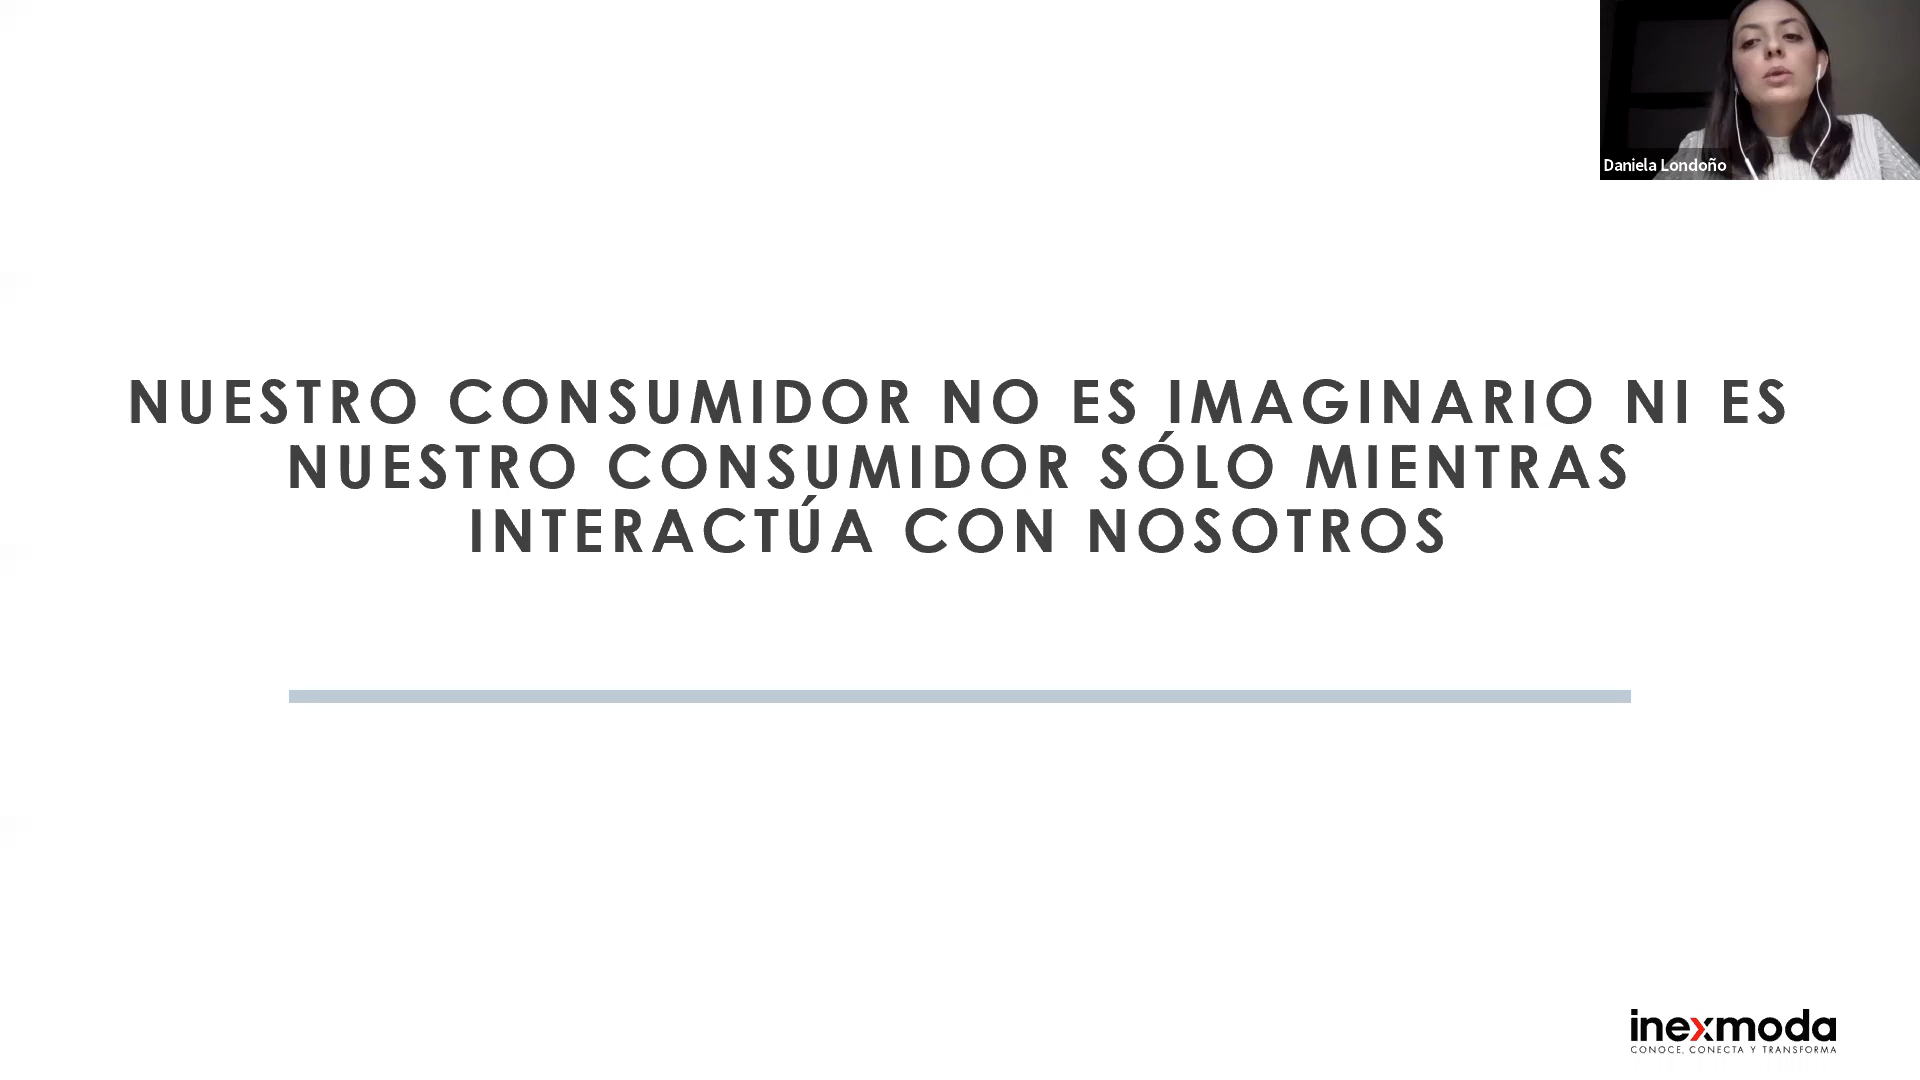 Daniela Londoño
NUESTRO CONSUMIDOR NO ES IMAGINARIO NI ES
NUESTRO CONSUMIDOR SÓLO MIENTRAS
INTERACTÚA CON NOSOTROS
inexmoda
CONOCE, CONECTA Y TRANSFORMA